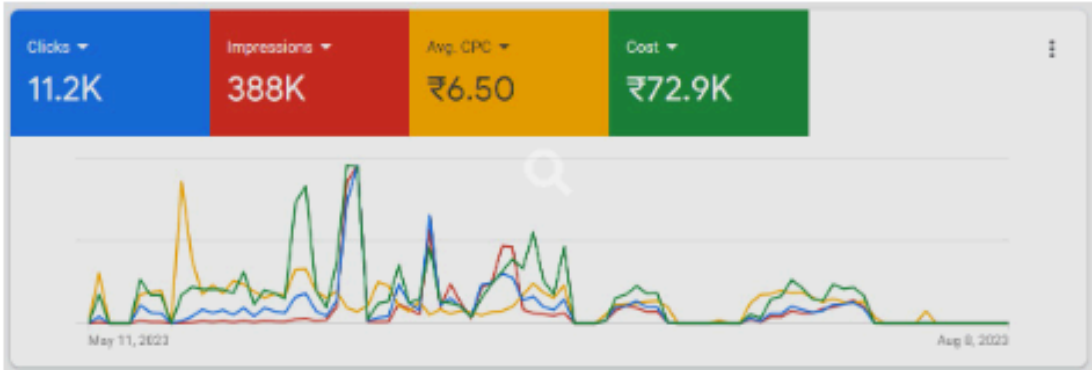 Clicks
Impressions
Avg. CPC
Cost
11.2K
388K
₹6.50
₹72.9K
May 11, 2023
Aug 8, 2023